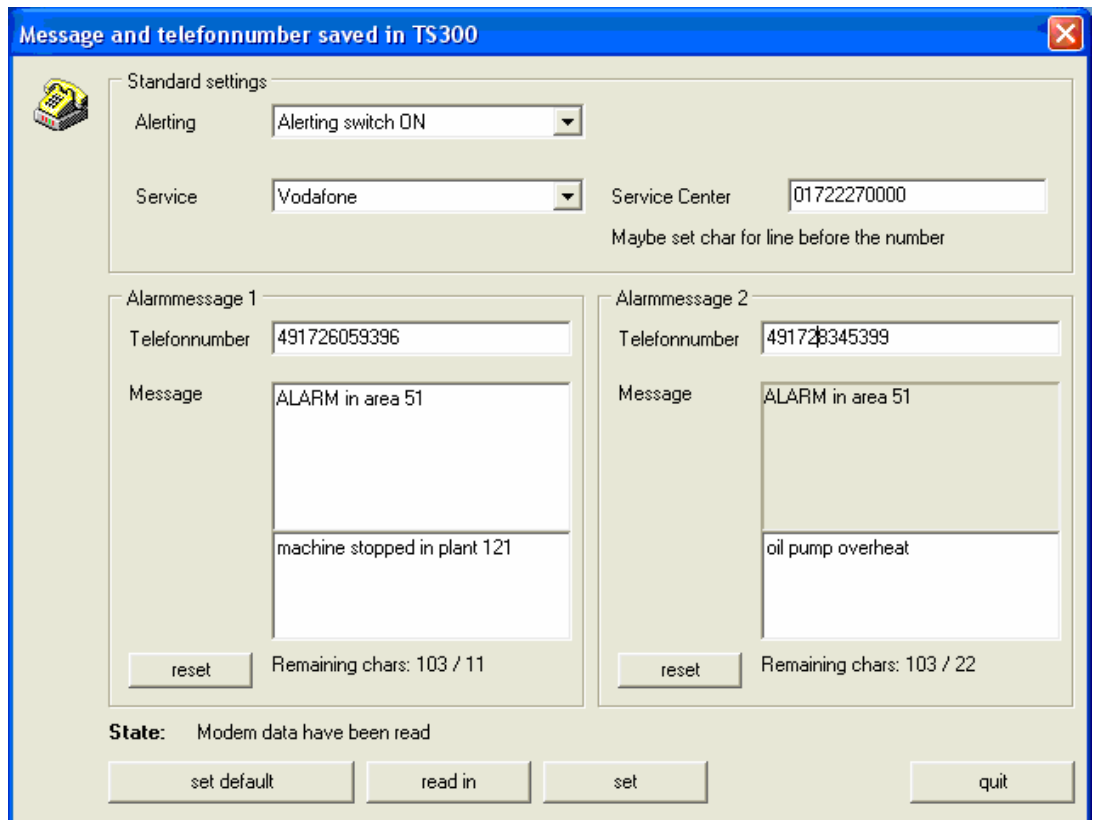 Message and telefonnumber saved in TS300
Standard settings
Alerting Alerting switch ON
Service Vodafone Service Center 01722270000
Maybe set char for line before the number
Alarmmessage 1
Telefonnumber 491726059396
Message ALARM in area 51
machine stopped in plant 121
reset Remaining chars: 103 / 11
Alarmmessage 2
Telefonnumber 491728345399
Message ALARM in area 51
oil pump overheat
reset Remaining chars: 103 / 22
State: Modem data have been read
set default read in set quit